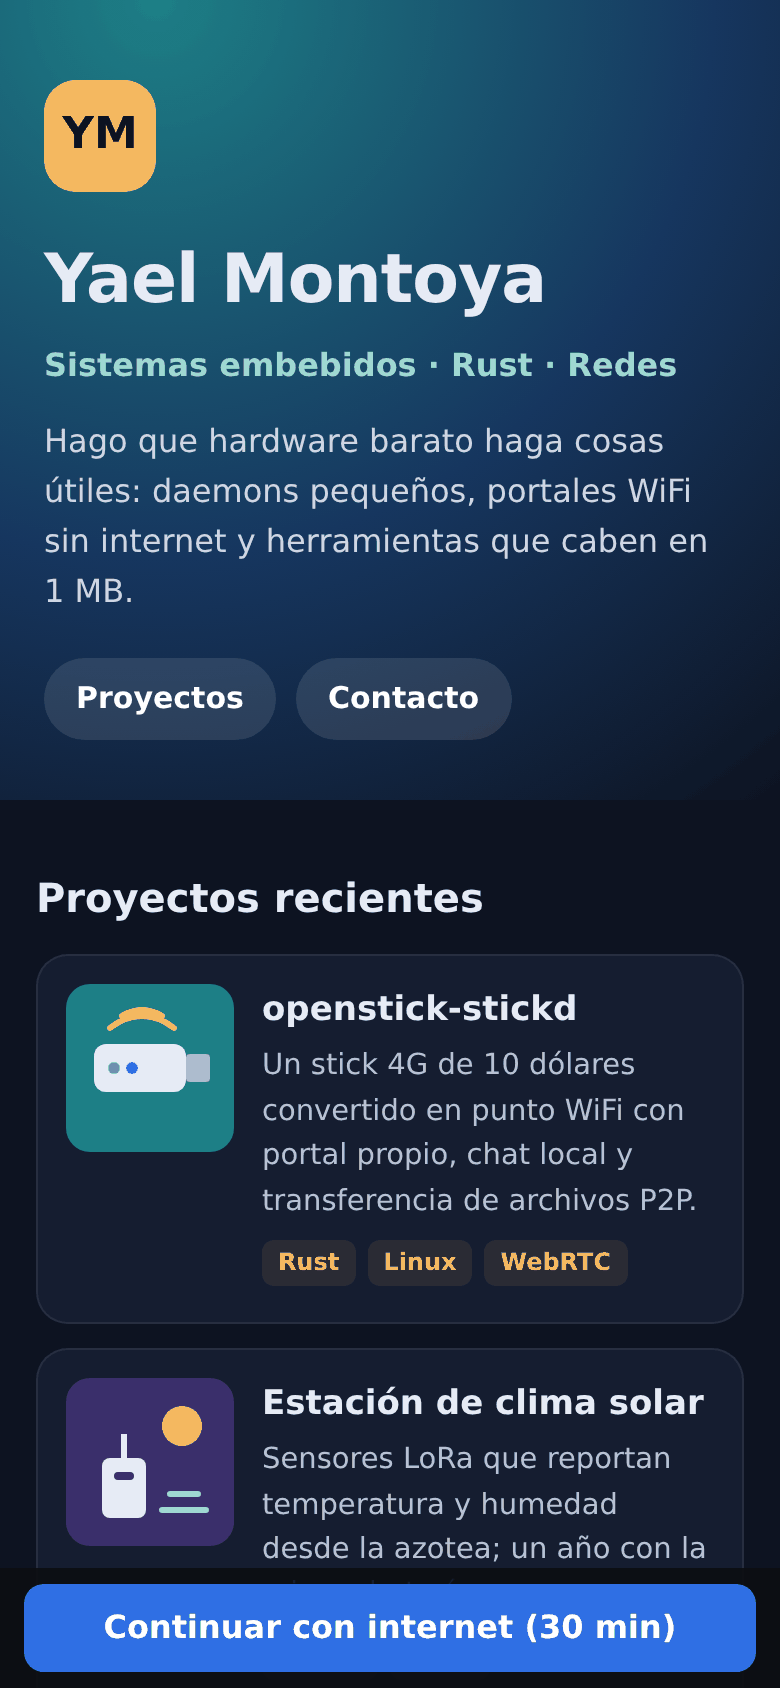 YM
Yael Montoya
Sistemas embebidos · Rust · Redes
Hago que hardware barato haga cosas
útiles: daemons pequeños, portales WiFi
sin internet y herramientas que caben en
1 MB.
Proyectos
Contacto
Proyectos recientes
openstick-stickd
Un stick 4G de 10 dólares
convertido en punto WiFi con
portal propio, chat local y
transferencia de archivos P2P.
Rust
Linux
WebRTC
Estación de clima solar
Sensores LoRa que reportan
temperatura y humedad
desde la azotea; un año con la
Continuar con internet (30 min)